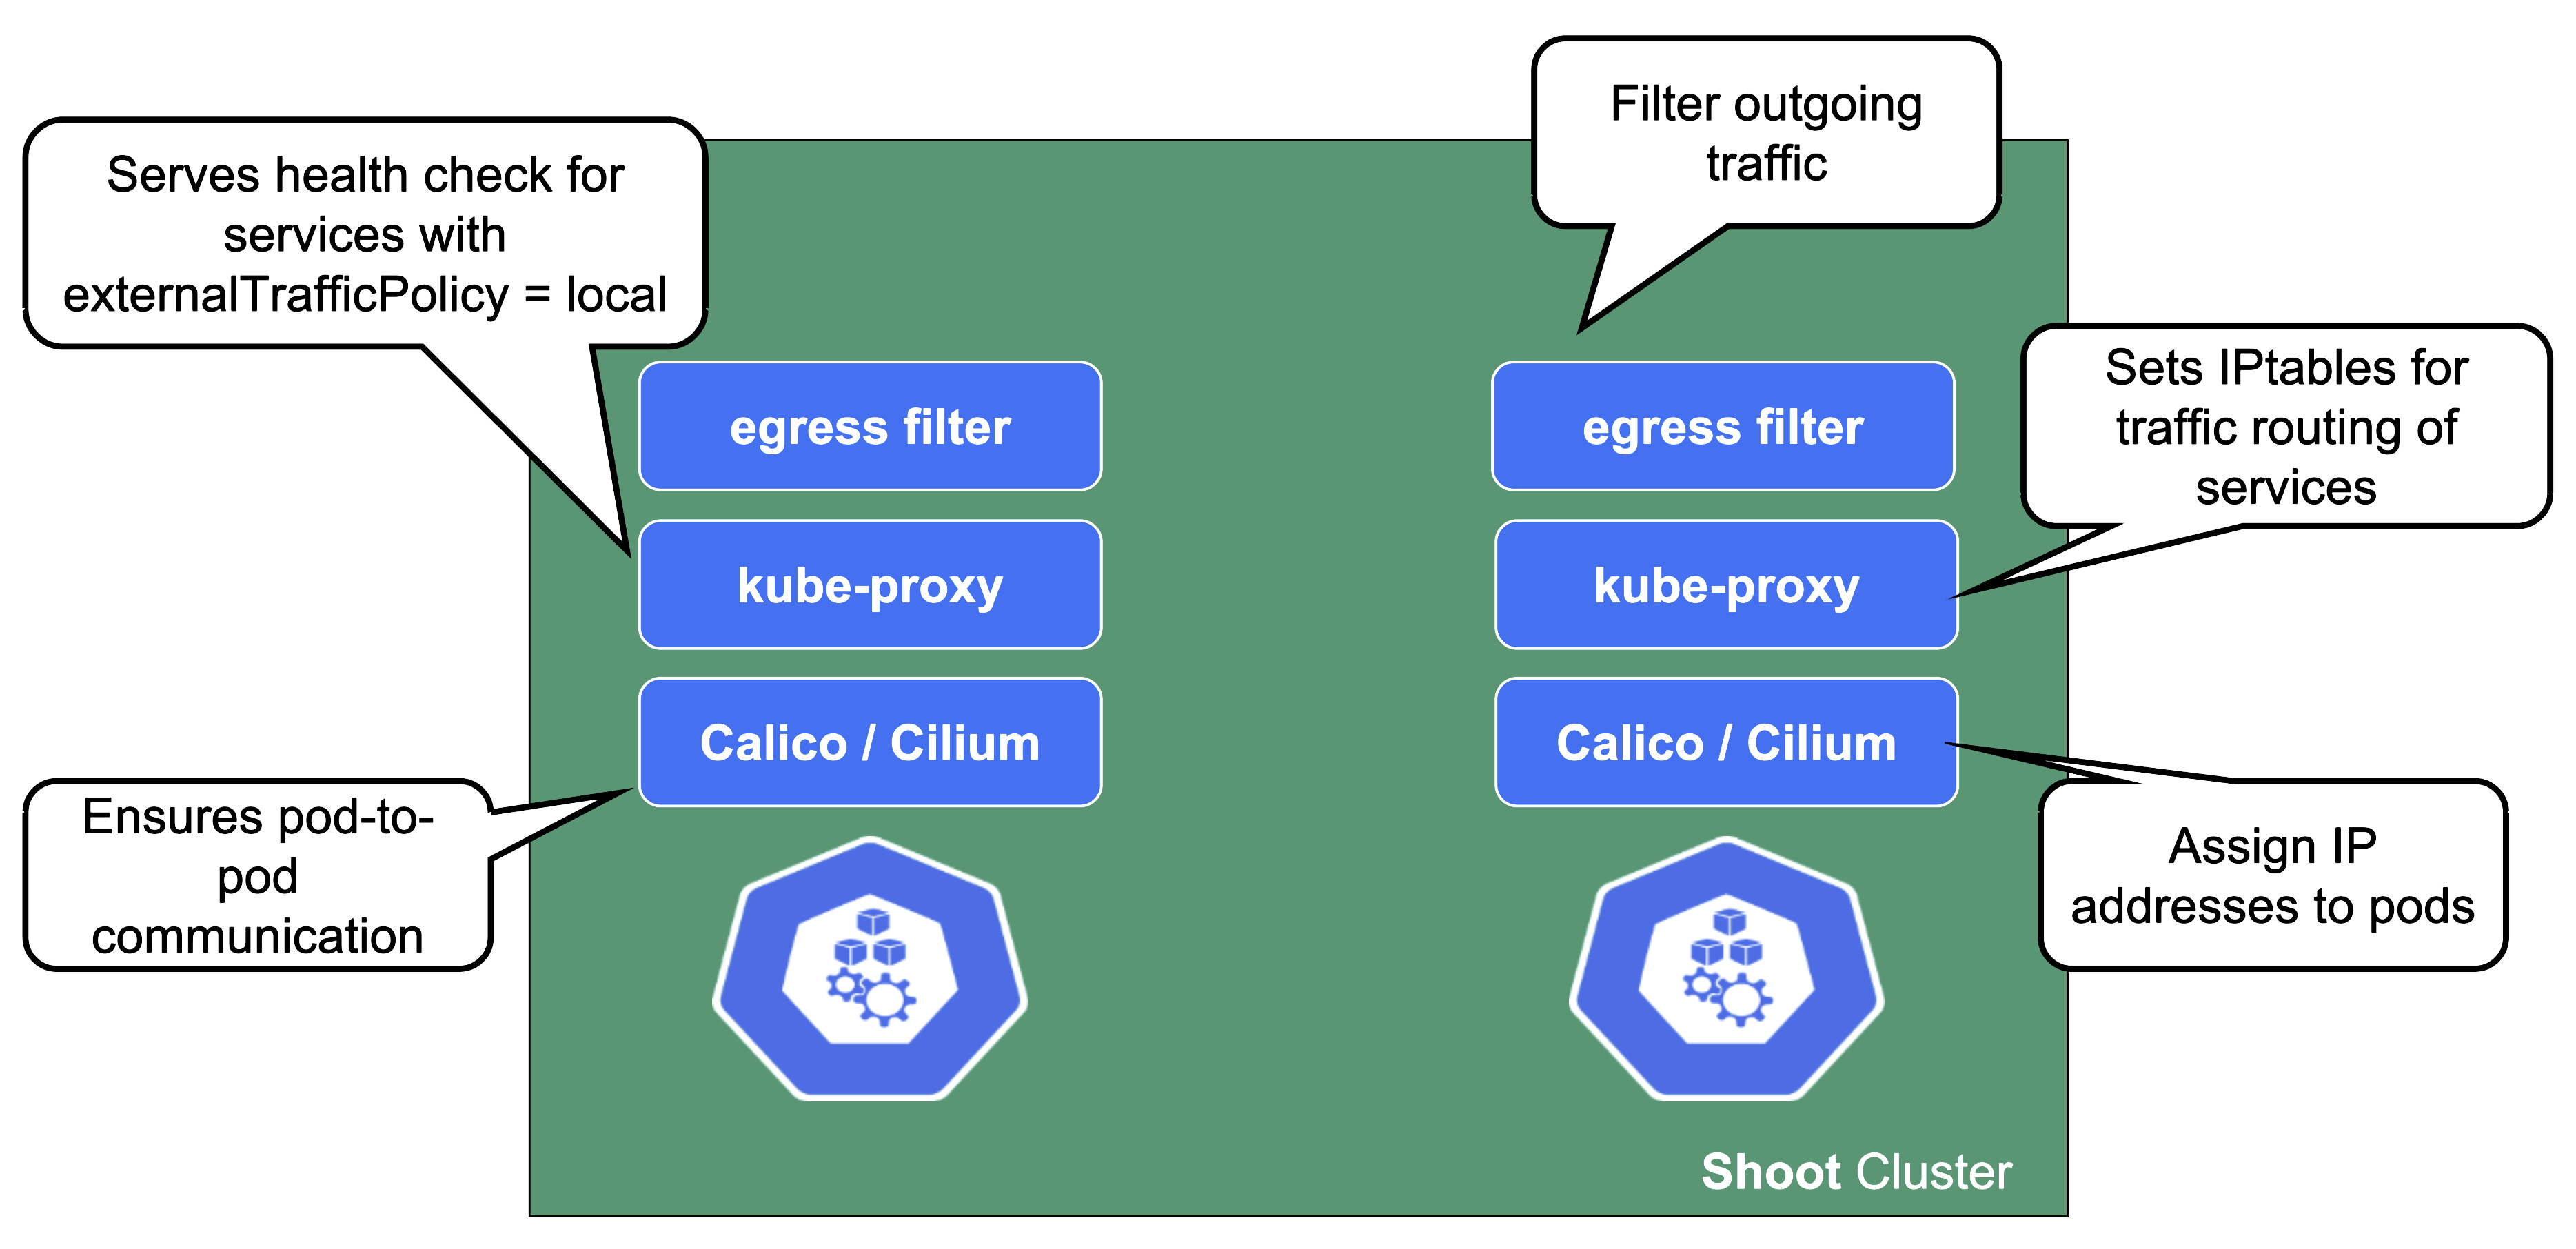 Filter outgoing
traffic
Serves health check for
services with
externalTrafficPolicy = local
Sets IPtables for
traffic routing of
services
egress filter
egress filter
kube-proxy
kube-proxy
Calico / Cilium
Calico / Cilium
Ensures pod-to-
pod
communication
Assign IP
addresses to pods
Shoot Cluster